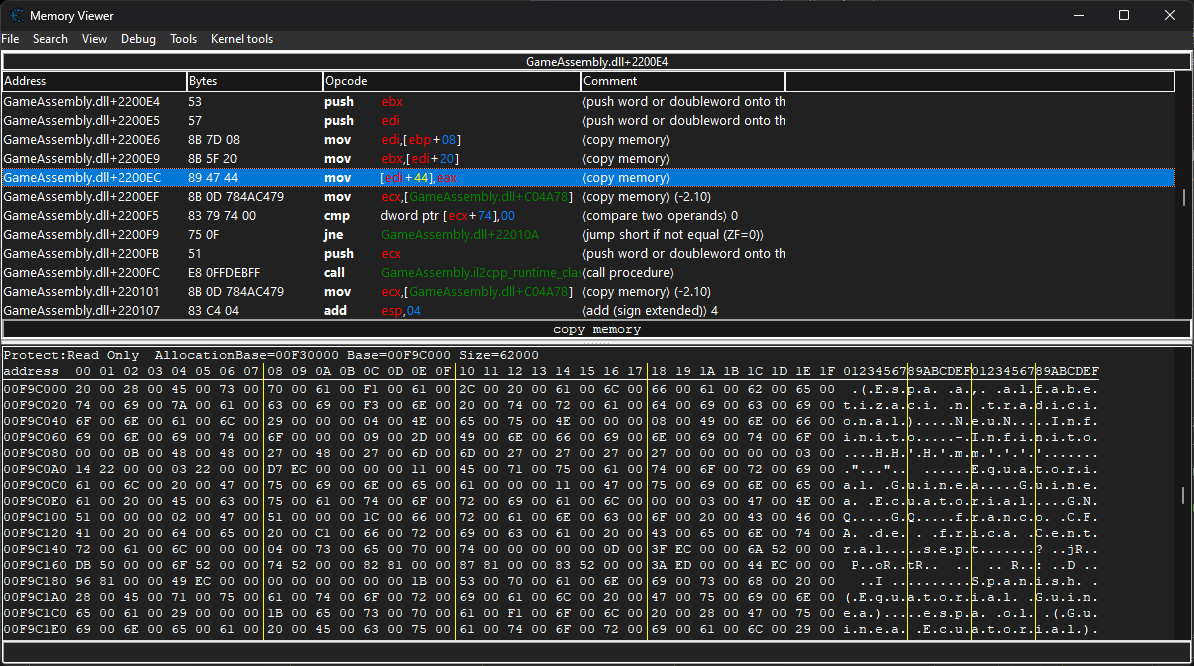 Memory Viewer
File Search View Debug Tools Kernel tools
GameAssembly.dll+2200E4
Address Bytes Opcode Comment
GameAssembly.dll+2200E4 53 push ebx (push word or doubleword onto th
GameAssembly.dll+2200E5 57 push edi (push word or doubleword onto th
GameAssembly.dll+2200E6 8B 7D 08 mov edi,[ebp+08] (copy memory)
GameAssembly.dll+2200E9 8B 5F 20 mov ebx,[edi+20] (copy memory)
GameAssembly.dll+2200EC 89 47 44 mov [edi+44],eax (copy memory)
GameAssembly.dll+2200EF 8B 0D 784AC479 mov ecx,[GameAssembly.dll+C04A78] (copy memory) (-2.10)
GameAssembly.dll+2200F5 83 79 74 00 cmp dword ptr [ecx+74],00 (compare two operands) 0
GameAssembly.dll+2200F9 75 0F jne GameAssembly.dll+22010A (jump short if not equal (ZF=0))
GameAssembly.dll+2200FB 51 push ecx (push word or doubleword onto th
GameAssembly.dll+2200FC E8 0FFDEBFF call GameAssembly.il2cpp_runtime_clas (call procedure)
GameAssembly.dll+220101 8B 0D 784AC479 mov ecx,[GameAssembly.dll+C04A78] (copy memory) (-2.10)
GameAssembly.dll+220107 83 C4 04 add esp,04 (add (sign extended)) 4
copy memory
Protect:Read Only AllocationBase=00F30000 Base=00F9C000 Size=62000
address 00 01 02 03 04 05 06 07 08 09 0A 0B 0C 0D 0E 0F 10 11 12 13 14 15 16 17 18 19 1A 1B 1C 1D 1E 1F 0123456789ABCDEF0123456789ABCDEF
00F9C000 20 00 28 00 45 00 73 00 70 00 61 00 F1 00 61 00 2C 00 20 00 61 00 6C 00 66 00 61 00 62 00 65 00 .(.E.s.p.a. .a.,. .a.l.f.a.b.e.
00F9C020 74 00 69 00 7A 00 61 00 63 00 69 00 F3 00 6E 00 20 00 74 00 72 00 61 00 64 00 69 00 63 00 69 00 t.i.z.a.c.i. .n. .t.r.a.d.i.c.i.
00F9C040 6F 00 6E 00 61 00 6C 00 29 00 00 00 04 00 4E 00 65 00 75 00 4E 00 00 00 08 00 49 00 6E 00 66 00 o.n.a.l.).....N.e.u.N.....I.n.f.
00F9C060 69 00 6E 00 69 00 74 00 6F 00 00 00 09 00 2D 00 49 00 6E 00 66 00 69 00 6E 00 69 00 74 00 6F 00 i.n.i.t.o.....-.I.n.f.i.n.i.t.o.
00F9C080 00 00 0B 00 48 00 48 00 27 00 48 00 27 00 6D 00 6D 00 27 00 27 00 27 00 27 00 00 00 00 00 03 00 ....H.H.'.H.'.m.m.'.'.'.'.......
00F9C0A0 14 22 00 00 03 22 00 00 D7 EC 00 00 00 00 11 00 45 00 71 00 75 00 61 00 74 00 6F 00 72 00 69 00 ."..."..  ......E.q.u.a.t.o.r.i.
00F9C0C0 61 00 6C 00 20 00 47 00 75 00 69 00 6E 00 65 00 61 00 00 00 11 00 47 00 75 00 69 00 6E 00 65 00 a.l. .G.u.i.n.e.a.....G.u.i.n.e.
00F9C0E0 61 00 20 00 45 00 63 00 75 00 61 00 74 00 6F 00 72 00 69 00 61 00 6C 00 00 00 03 00 47 00 4E 00 a. .E.c.u.a.t.o.r.i.a.l.....G.N.
00F9C100 51 00 00 00 02 00 47 00 51 00 00 00 1C 00 66 00 72 00 61 00 6E 00 63 00 6F 00 20 00 43 00 46 00 Q.....G.Q.....f.r.a.n.c.o. .C.F.
00F9C120 41 00 20 00 64 00 65 00 20 00 C1 00 66 00 72 00 69 00 63 00 61 00 20 00 43 00 65 00 6E 00 74 00 A. .d.e. . .f.r.i.c.a. .C.e.n.t.
00F9C140 72 00 61 00 6C 00 00 00 04 00 73 00 65 00 70 00 74 00 00 00 00 00 0D 00 3F EC 00 00 6A 52 00 00 r.a.l.....s.e.p.t.......? ..jR..
00F9C160 DB 50 00 00 6F 52 00 00 74 52 00 00 82 81 00 00 87 81 00 00 83 52 00 00 3A ED 00 00 44 EC 00 00 P..oR..tR..  ..  .. R..: ..D ..
00F9C180 96 81 00 00 49 EC 00 00 00 00 00 00 00 00 1B 00 53 00 70 00 61 00 6E 00 69 00 73 00 68 00 20 00 ..I .........S.p.a.n.i.s.h. .
00F9C1A0 28 00 45 00 71 00 75 00 61 00 74 00 6F 00 72 00 69 00 61 00 6C 00 20 00 47 00 75 00 69 00 6E 00 (.E.q.u.a.t.o.r.i.a.l. .G.u.i.n.
00F9C1C0 65 00 61 00 29 00 00 00 1B 00 65 00 73 00 70 00 61 00 F1 00 6F 00 6C 00 20 00 28 00 47 00 75 00 e.a.).....e.s.p.a. .o.l. .(.G.u.
00F9C1E0 69 00 6E 00 65 00 61 00 20 00 45 00 63 00 75 00 61 00 74 00 6F 00 72 00 69 00 61 00 6C 00 29 00 i.n.e.a. .E.c.u.a.t.o.r.i.a.l.).